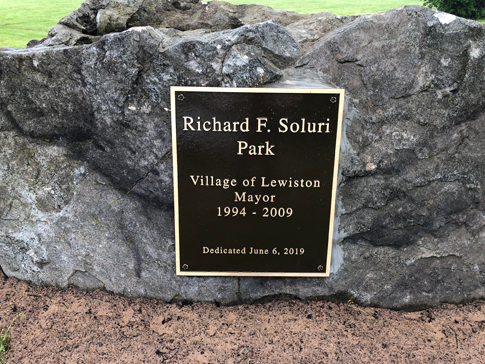 Richard F. Soluri
Park
Village of Lewiston
Mayor
1994 - 2009
Dedicated June 6, 2019